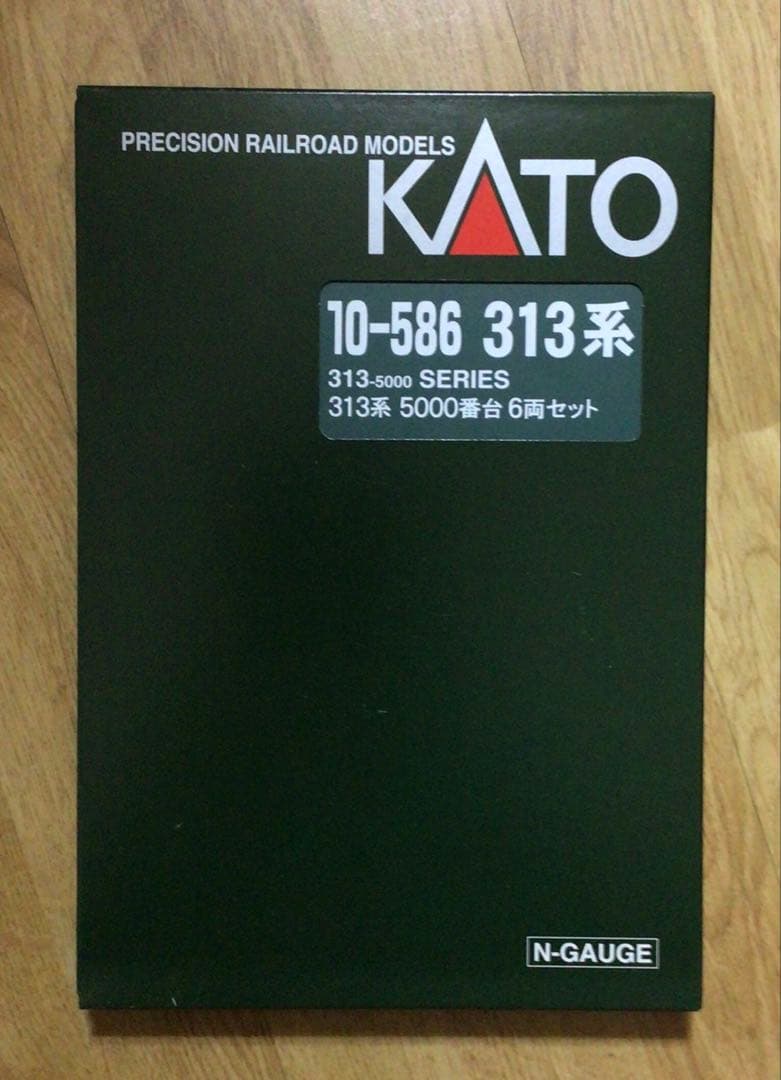 PRECISION RAILROAD MODELS
KATO
10-586 313系
313-5000 SERIES
313系 5000番台 6両セット
N-GAUGE